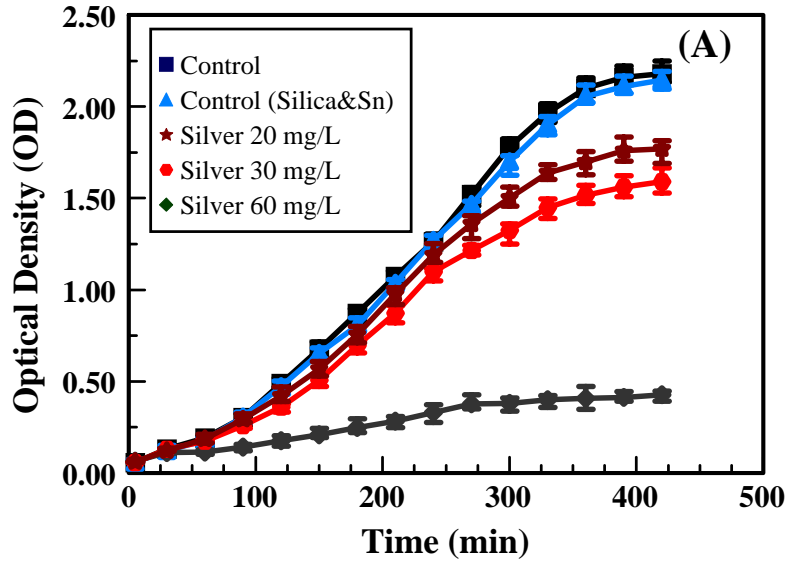 2.50
(A)
Control
Control (Silica&Sn)
Silver 20 mg/L
Silver 30 mg/L
Silver 60 mg/L
2.00
1.50
1.00
0.50
0.00
Optical Density (OD)
0 100 200 300 400 500
Time (min)